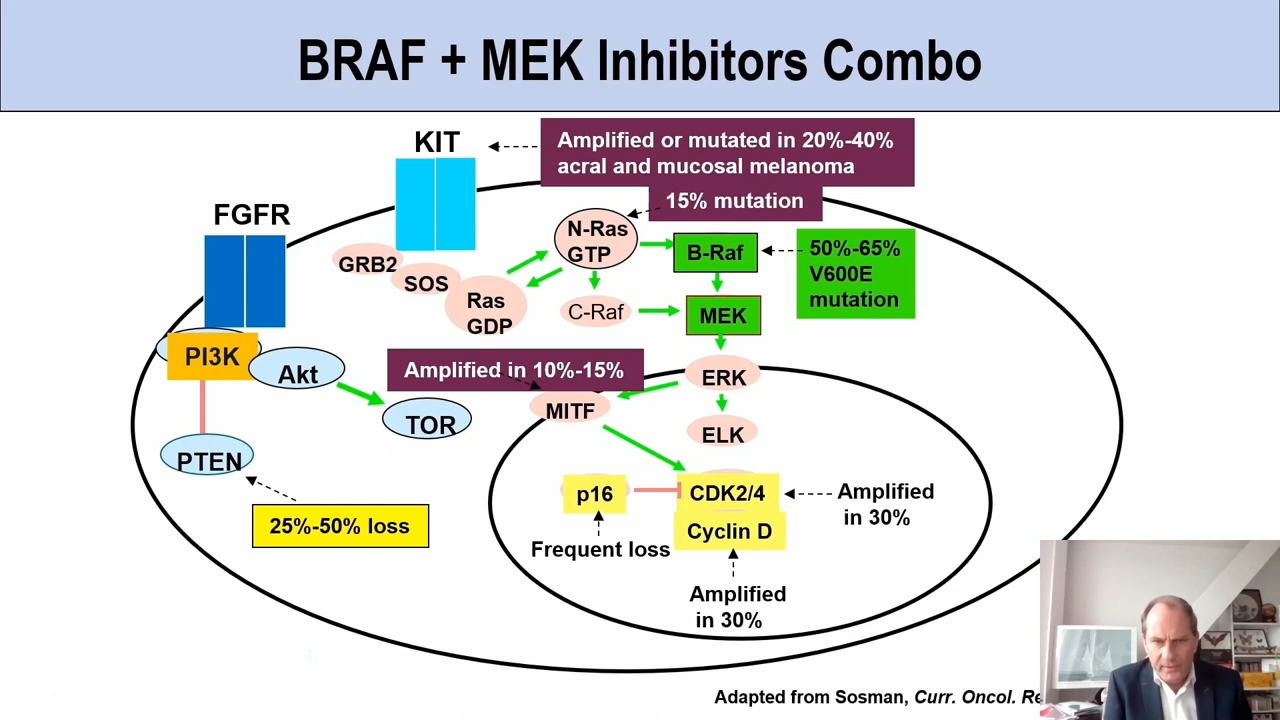 BRAF + MEK Inhibitors Combo
KIT
Amplified or mutated in 20%-40%
acral and mucosal melanoma
15% mutation
FGFR
N-Ras
GTP
B-Raf
50%-65%
V600E
mutation
GRB2
SOS
Ras
GDP
C-Raf
MEK
PI3K
Akt
TOR
Amplified in 10%-15%
MITF
ERK
ELK
PTEN
25%-50% loss
p16
Frequent loss
CDK2/4
Cyclin D
Amplified
in 30%
Amplified
in 30%
Adapted from Sosman, Curr. Oncol.